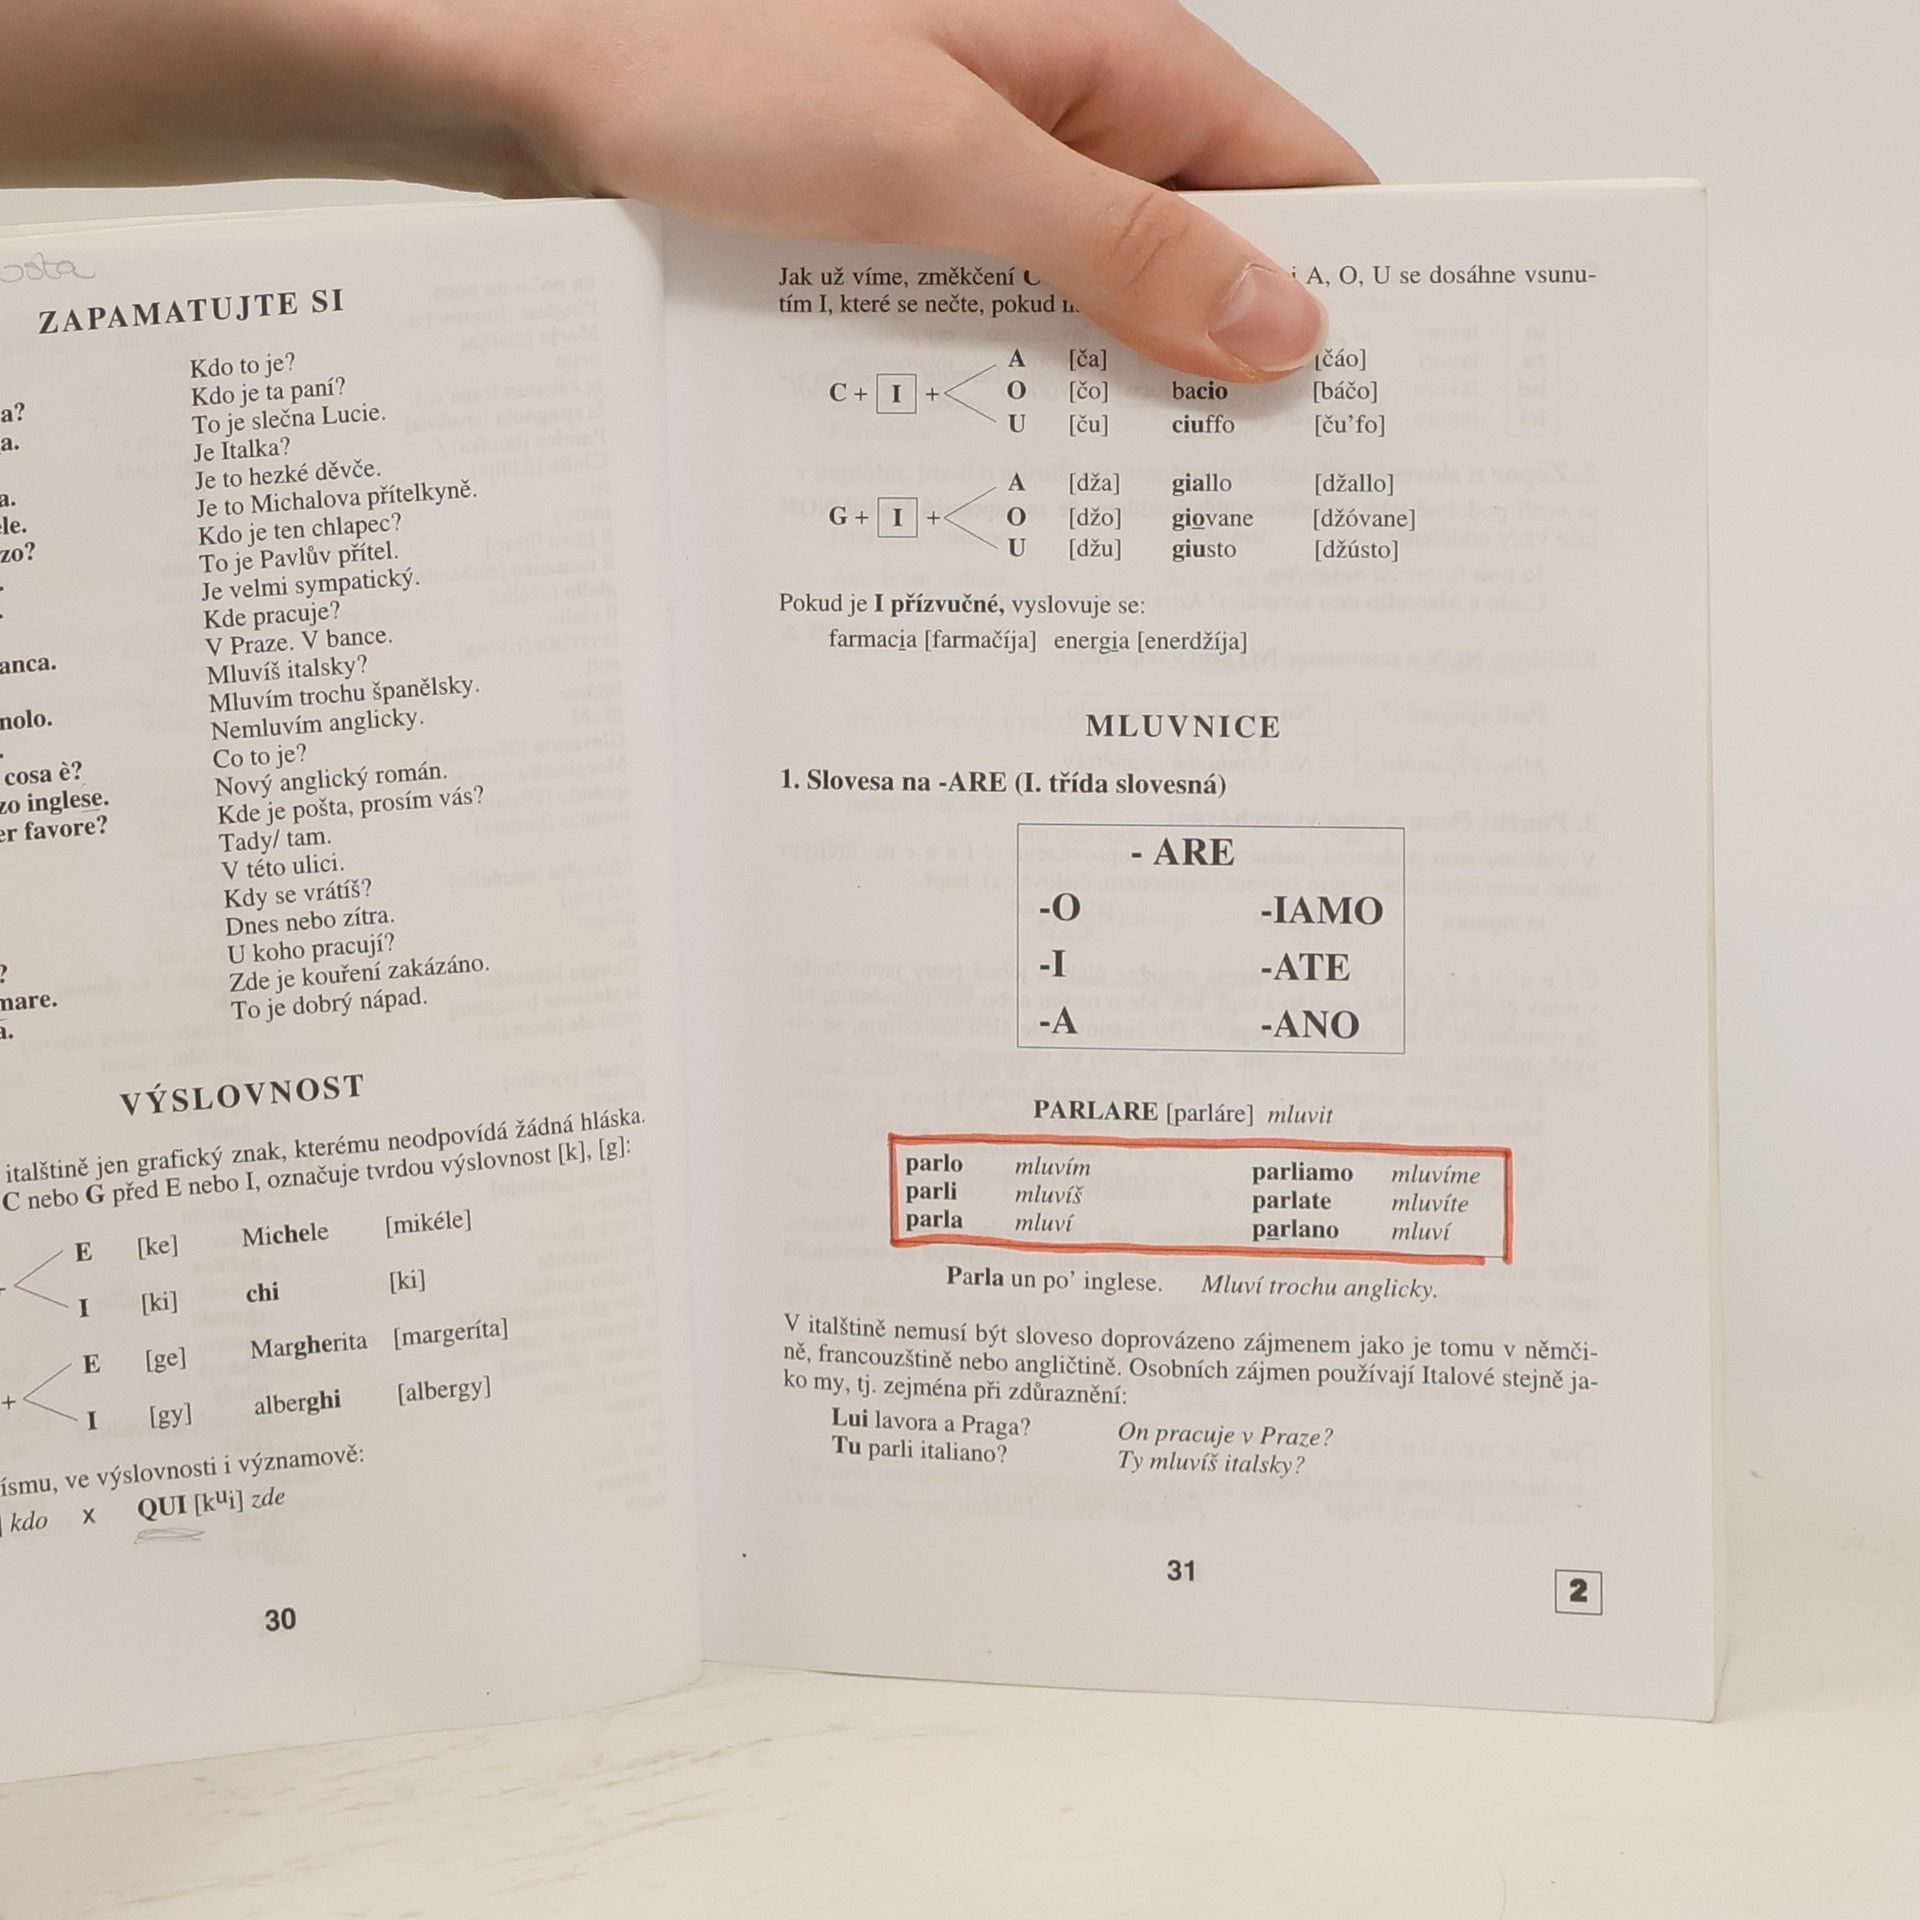 ZAPAMATUJTE SI
Kdo to je?
Kdo je ta paní?
a? To je slečna Lucie.
a. Je Italka?
Je to hezké děvče.
a. Je to Michalova přítelkyně.
le. Kdo je ten chlapec?
zo? To je Pavlův přítel.
Je velmi sympatický.
Kde pracuje?
V Praze. V bance.
anca. Mluvíš italsky?
Mluvím trochu španělsky.
nolo. Nemluvím anglicky.
Co to je?
cosa è? Nový anglický román.
zo inglese. Kde je pošta, prosím vás?
er favore? Tady/ tam.
V této ulici.
Kdy se vrátíš?
Dnes nebo zítra.
U koho pracují?
? Zde je kouření zakázáno.
mare. To je dobrý nápad.
a.
VÝSLOVNOST
italštině jen grafický znak, kterému neodpovídá žádná hláska.
C nebo G před E nebo I, označuje tvrdou výslovnost [k], [g]:
E [ke] Michele [mikéle]
I [ki] chi [ki]
E [ge] Margherita [margeríta]
+
I [gy] alberghi [albergy]
ísmu, ve výslovnosti i významově:
] kdo x QUI [kui] zde
30
Jak už víme, změkčení C i A, O, U se dosáhne vsunu-
tím I, které se nečte, pokud
A [ča] [čáo]
C + I + O [čo] bacio [báčo]
U [ču] ciuffo [ču’fo]
A [dža] giallo [džallo]
G + I + O [džo] giovane [džóvane]
U [džu] giusto [džústo]
Pokud je I přízvučné, vyslovuje se:
farmacia [farmačíja] energia [enerdžíja]
MLUVNICE
1. Slovesa na -ARE (I. třída slovesná)
- ARE
-O -IAMO
-I -ATE
-A -ANO
PARLARE [parláre] mluvit
parlo mluvím parliamo mluvíme
parli mluvíš parlate mluvíte
parla mluví parlano mluví
Parla un po’ inglese. Mluví trochu anglicky.
V italštině nemusí být sloveso doprovázeno zájmenem jako je tomu v němči-
ně, francouzštině nebo angličtině. Osobních zájmen používají Italové stejně ja-
ko my, tj. zejména při zdůraznění:
Lui lavora a Praga? On pracuje v Praze?
Tu parli italiano? Ty mluvíš italsky?
31
2